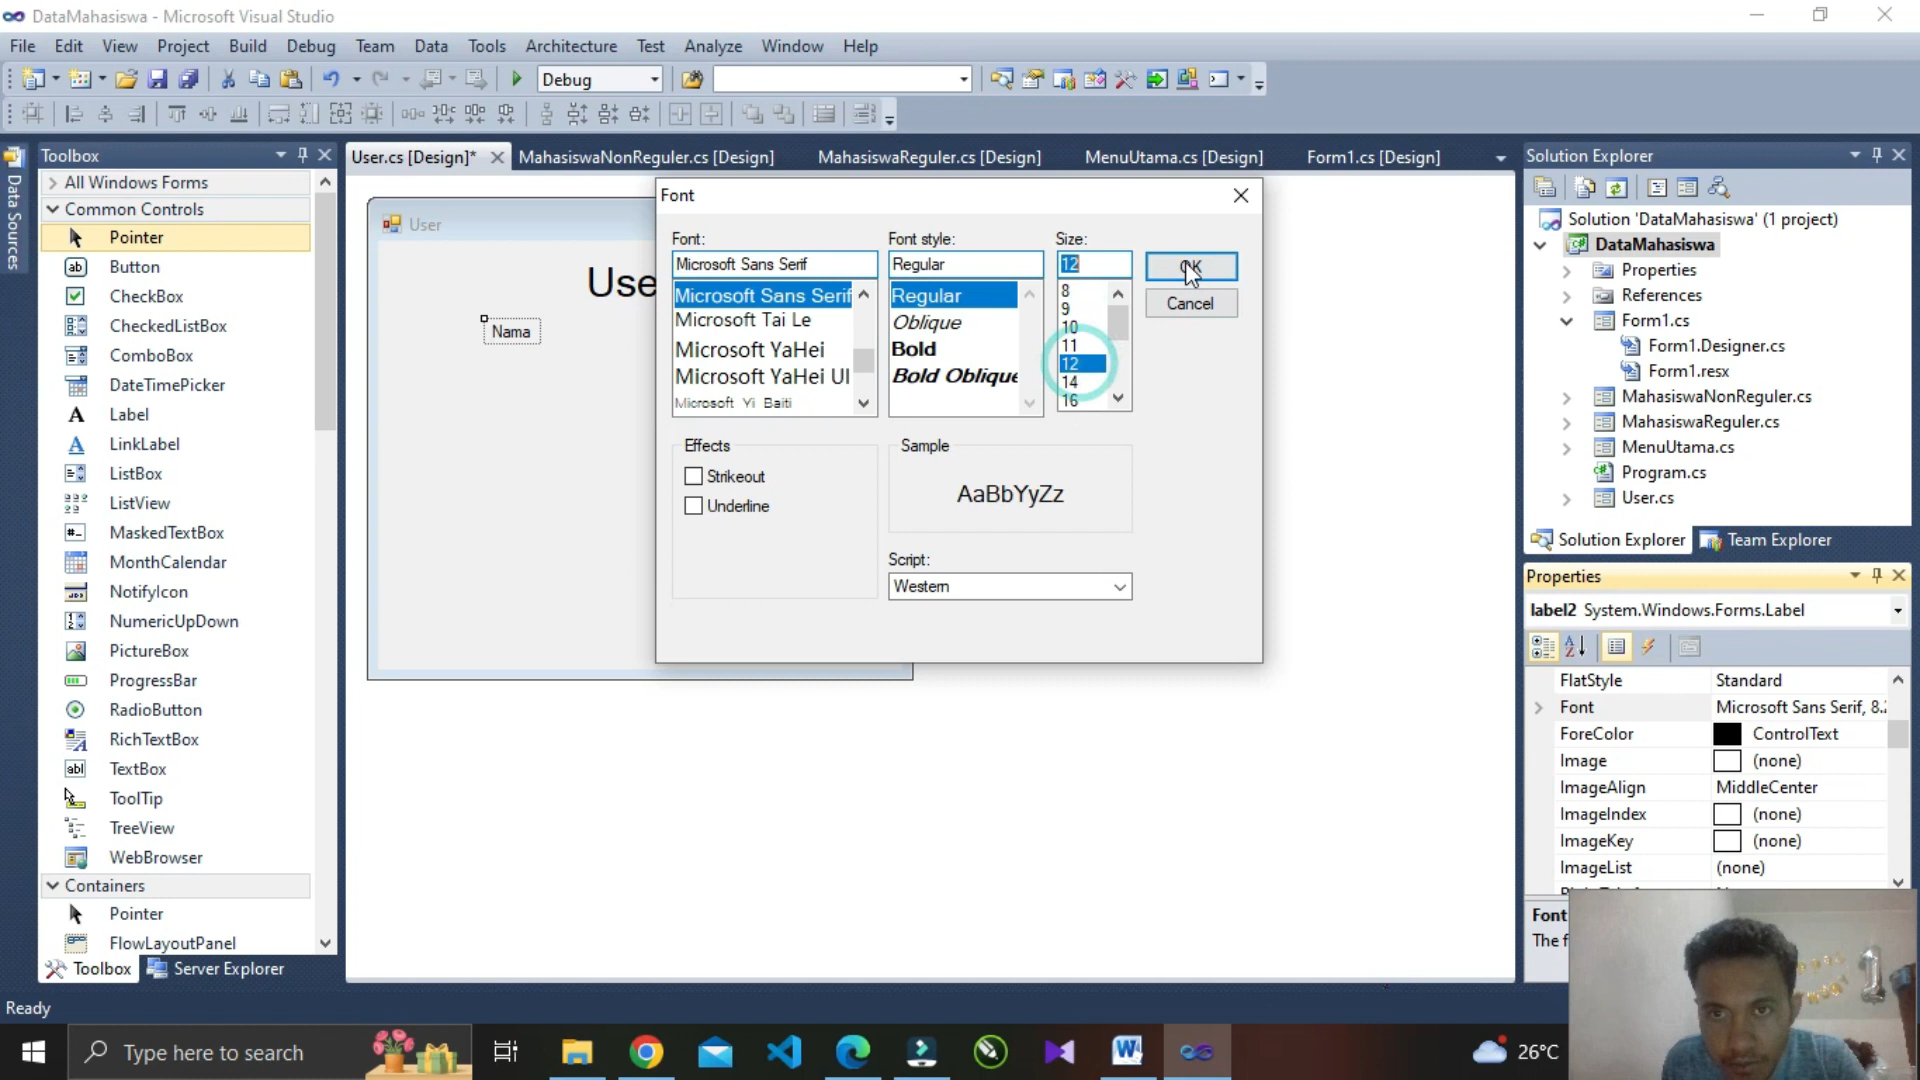 DataMahasiswa - Microsoft Visual Studio
File Edit View Project Build Debug Team Data Tools Architecture Test Analyze Window Help
Debug
Data Sources
Toolbox
All Windows Forms
Common Controls
Pointer
Button
CheckBox
CheckedListBox
ComboBox
DateTimePicker
Label
LinkLabel
ListBox
ListView
MaskedTextBox
MonthCalendar
NotifyIcon
NumericUpDown
PictureBox
ProgressBar
RadioButton
RichTextBox
TextBox
ToolTip
TreeView
WebBrowser
Containers
Pointer
FlowLayoutPanel
Toolbox Server Explorer
User.cs [Design]* MahasiswaNonReguler.cs [Design] MahasiswaReguler.cs [Design] MenuUtama.cs [Design] Form1.cs [Design]
User
Use
Nama
Font
Font: Font style: Size:
Microsoft Sans Serif Regular 12
OK
Cancel
Microsoft Sans Serif
Microsoft Tai Le
Microsoft YaHei
Microsoft YaHei UI
Microsoft Yi Baiti
Regular
Oblique
Bold
Bold Oblique
8
9
10
11
12
14
16
Effects
Strikeout
Underline
Sample
AaBbYyZz
Script:
Western
Solution Explorer
Solution 'DataMahasiswa' (1 project)
DataMahasiswa
Properties
References
Form1.cs
Form1.Designer.cs
Form1.resx
MahasiswaNonReguler.cs
MahasiswaReguler.cs
MenuUtama.cs
Program.cs
User.cs
Solution Explorer Team Explorer
Properties
label2 System.Windows.Forms.Label
FlatStyle Standard
Font Microsoft Sans Serif, 8.2
ForeColor ControlText
Image (none)
ImageAlign MiddleCenter
ImageIndex (none)
ImageKey (none)
ImageList (none)
Font
The f
Ready
Type here to search
26°C